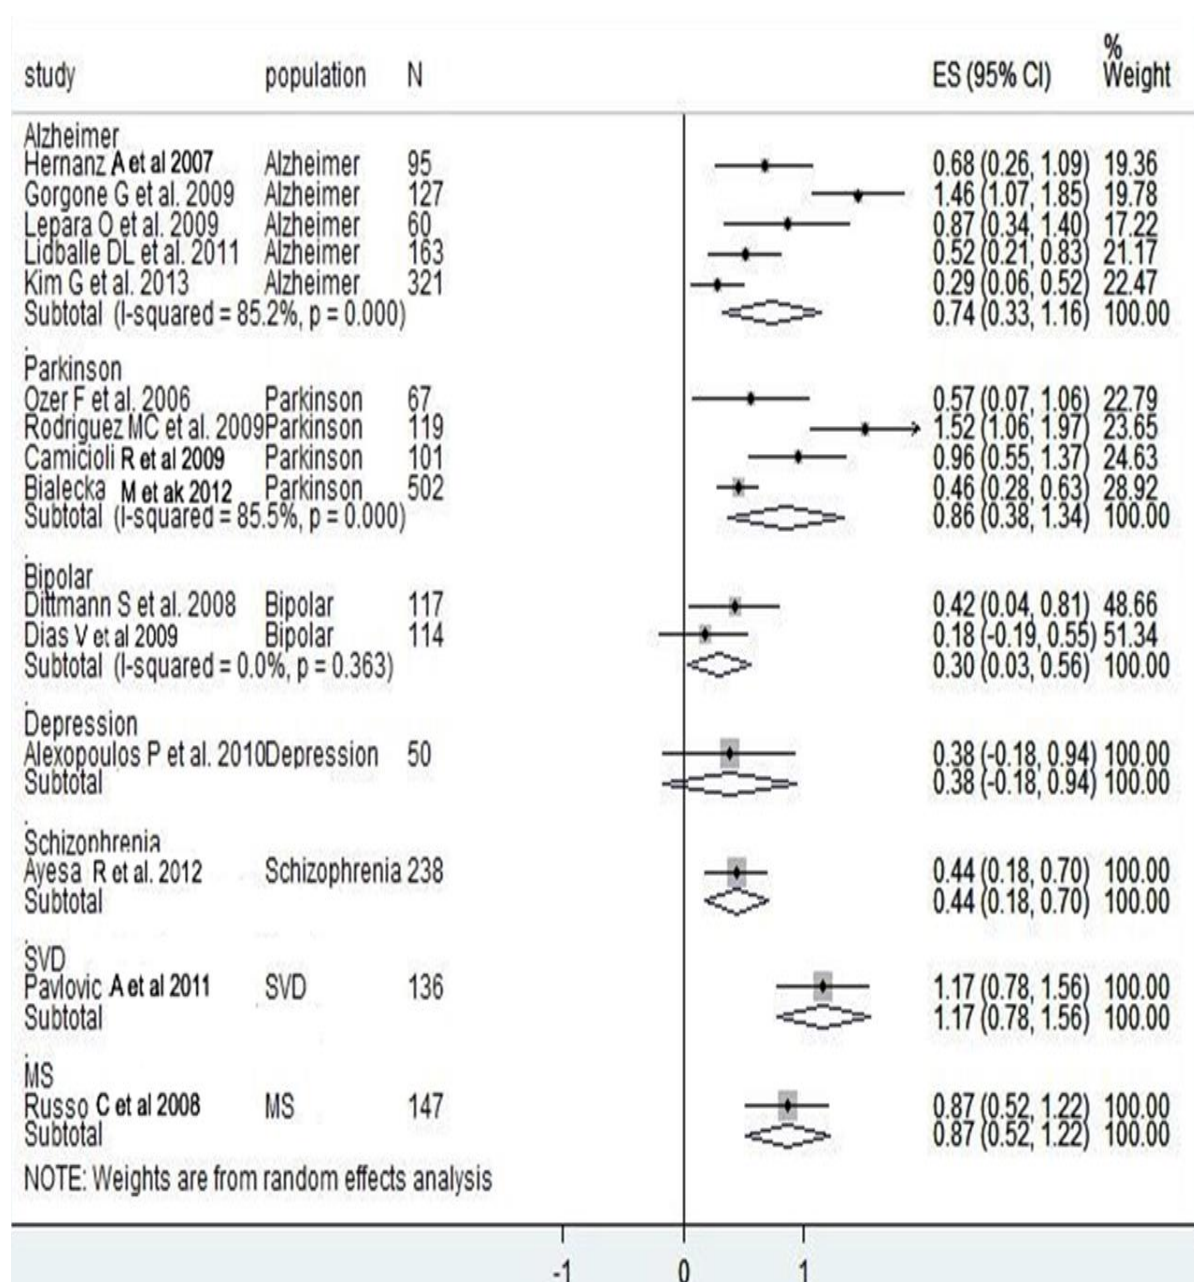 study population N ES (95% CI) % Weight
Alzheimer
Hernanz A et al 2007 Alzheimer 95 0.68 (0.26, 1.09) 19.36
Gorgone G et al. 2009 Alzheimer 127 1.46 (1.07, 1.85) 19.78
Lepara O et al. 2009 Alzheimer 60 0.87 (0.34, 1.40) 17.22
Lidballe DL et al. 2011 Alzheimer 163 0.52 (0.21, 0.83) 21.17
Kim G et al. 2013 Alzheimer 321 0.29 (0.06, 0.52) 22.47
Subtotal (I-squared = 85.2%, p = 0.000) 0.74 (0.33, 1.16) 100.00
.
Parkinson
Ozer F et al. 2006 Parkinson 67 0.57 (0.07, 1.06) 22.79
Rodriguez MC et al. 2009 Parkinson 119 1.52 (1.06, 1.97) 23.65
Camicioli R et al 2009 Parkinson 101 0.96 (0.55, 1.37) 24.63
Bialecka M et ak 2012 Parkinson 502 0.46 (0.28, 0.63) 28.92
Subtotal (I-squared = 85.5%, p = 0.000) 0.86 (0.38, 1.34) 100.00
.
Bipolar
Dittmann S et al. 2008 Bipolar 117 0.42 (0.04, 0.81) 48.66
Dias V et al 2009 Bipolar 114 0.18 (-0.19, 0.55) 51.34
Subtotal (I-squared = 0.0%, p = 0.363) 0.30 (0.03, 0.56) 100.00
.
Depression
Alexopoulos P et al. 2010 Depression 50 0.38 (-0.18, 0.94) 100.00
Subtotal 0.38 (-0.18, 0.94) 100.00
.
Schizophrenia
Ayesa R et al. 2012 Schizophrenia 238 0.44 (0.18, 0.70) 100.00
Subtotal 0.44 (0.18, 0.70) 100.00
.
SVD
Pavlovic A et al 2011 SVD 136 1.17 (0.78, 1.56) 100.00
Subtotal 1.17 (0.78, 1.56) 100.00
.
MS
Russo C et al 2008 MS 147 0.87 (0.52, 1.22) 100.00
Subtotal 0.87 (0.52, 1.22) 100.00
NOTE: Weights are from random effects analysis
-1 0 1